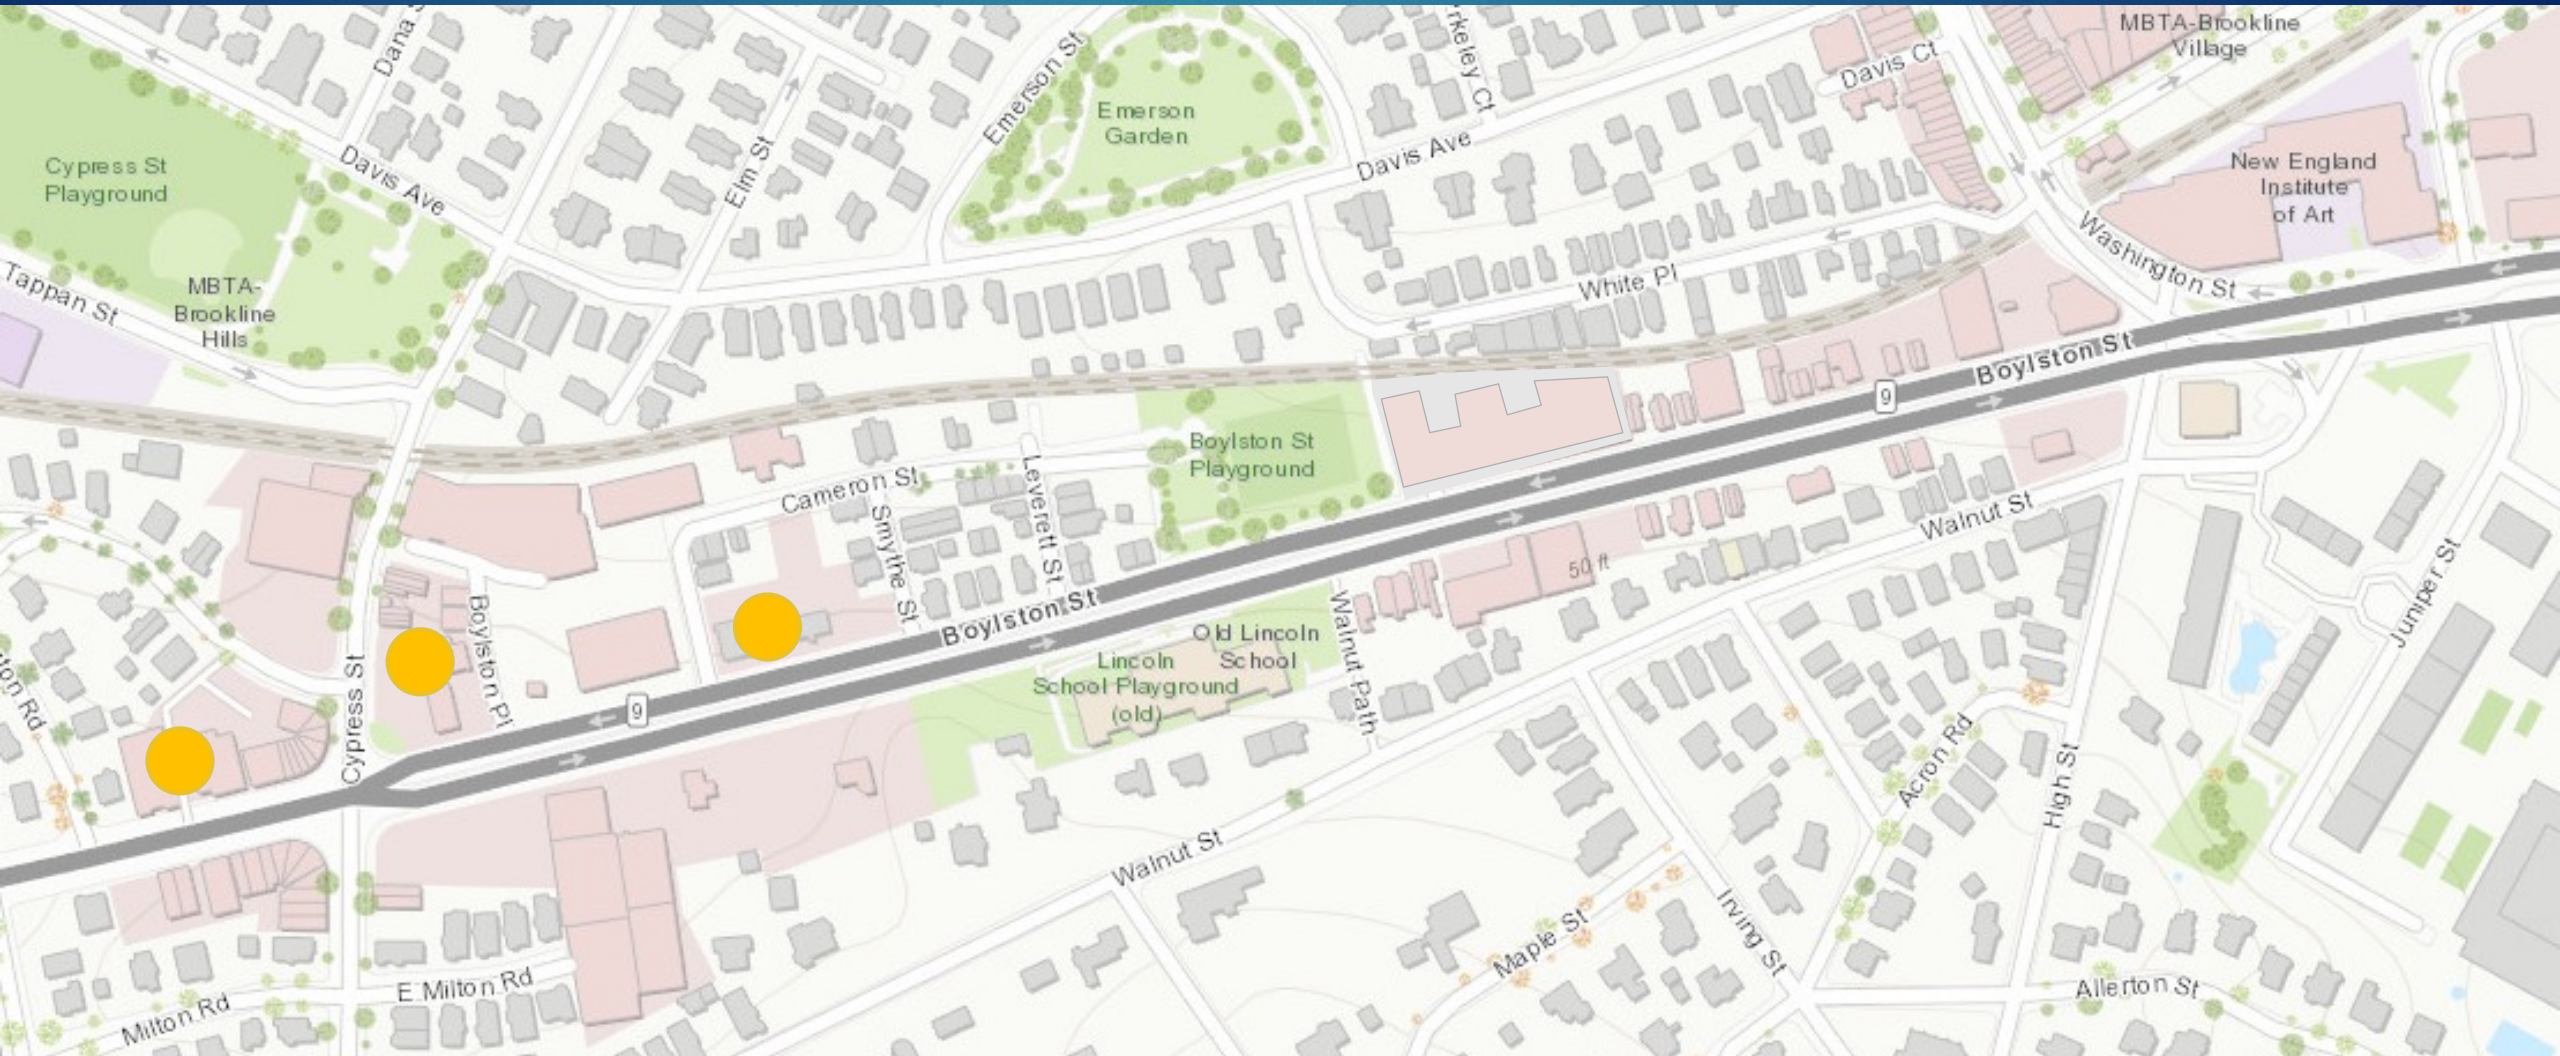 MBTA-Brookline
Village
Dana
Emerson St
Emerson
Garden
Davis Ct
Davis Ave
New England
Institute
of Art
Cypress St
Playground
Davis Ave
Elm St
Washington St
White Pl
MBTA-
Brookline
Hills
Tappan St
Boylston St
9
Boylston St
Playground
Cameron St
Leverett St
Smythe St
Walnut St
50 ft
Juniper St
Boylston Pl
Boylston St
Walnut Path
Old Lincoln
School
Lincoln
School Playground
(old)
Cypress St
9
Acron Rd
High St
Walnut St
Irving St
Maple St
E Milton Rd
Milton Rd
Allerton St